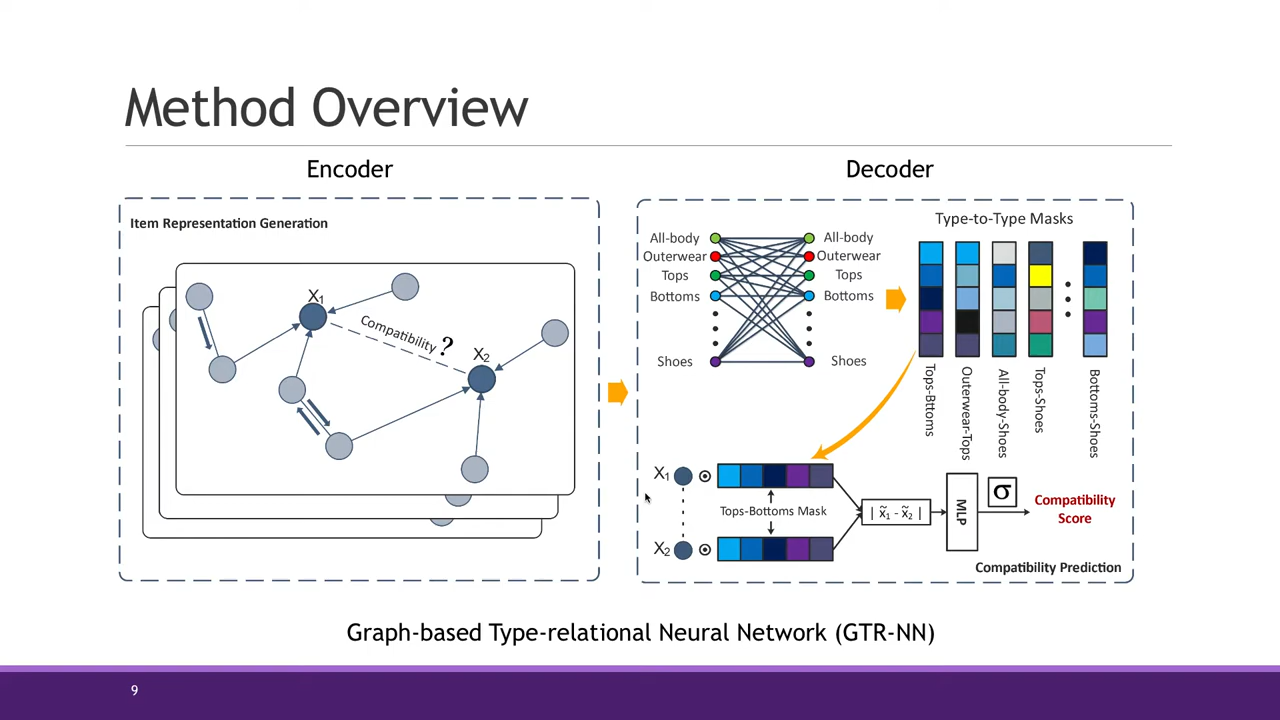 Method Overview
Encoder
Item Representation Generation
X1
Compatibility ?
X2
Decoder
All-body
Outerwear
Tops
Bottoms
Shoes
All-body
Outerwear
Tops
Bottoms
Shoes
Type-to-Type Masks
Tops-Bttoms
Outerwear-Tops
All-body-Shoes
Tops-Shoes
Bottoms-Shoes
X1
Tops-Bottoms Mask
X2
| x̃1 - x̃2 |
MLP
σ
Compatibility
Score
Compatibility Prediction
Graph-based Type-relational Neural Network (GTR-NN)
9